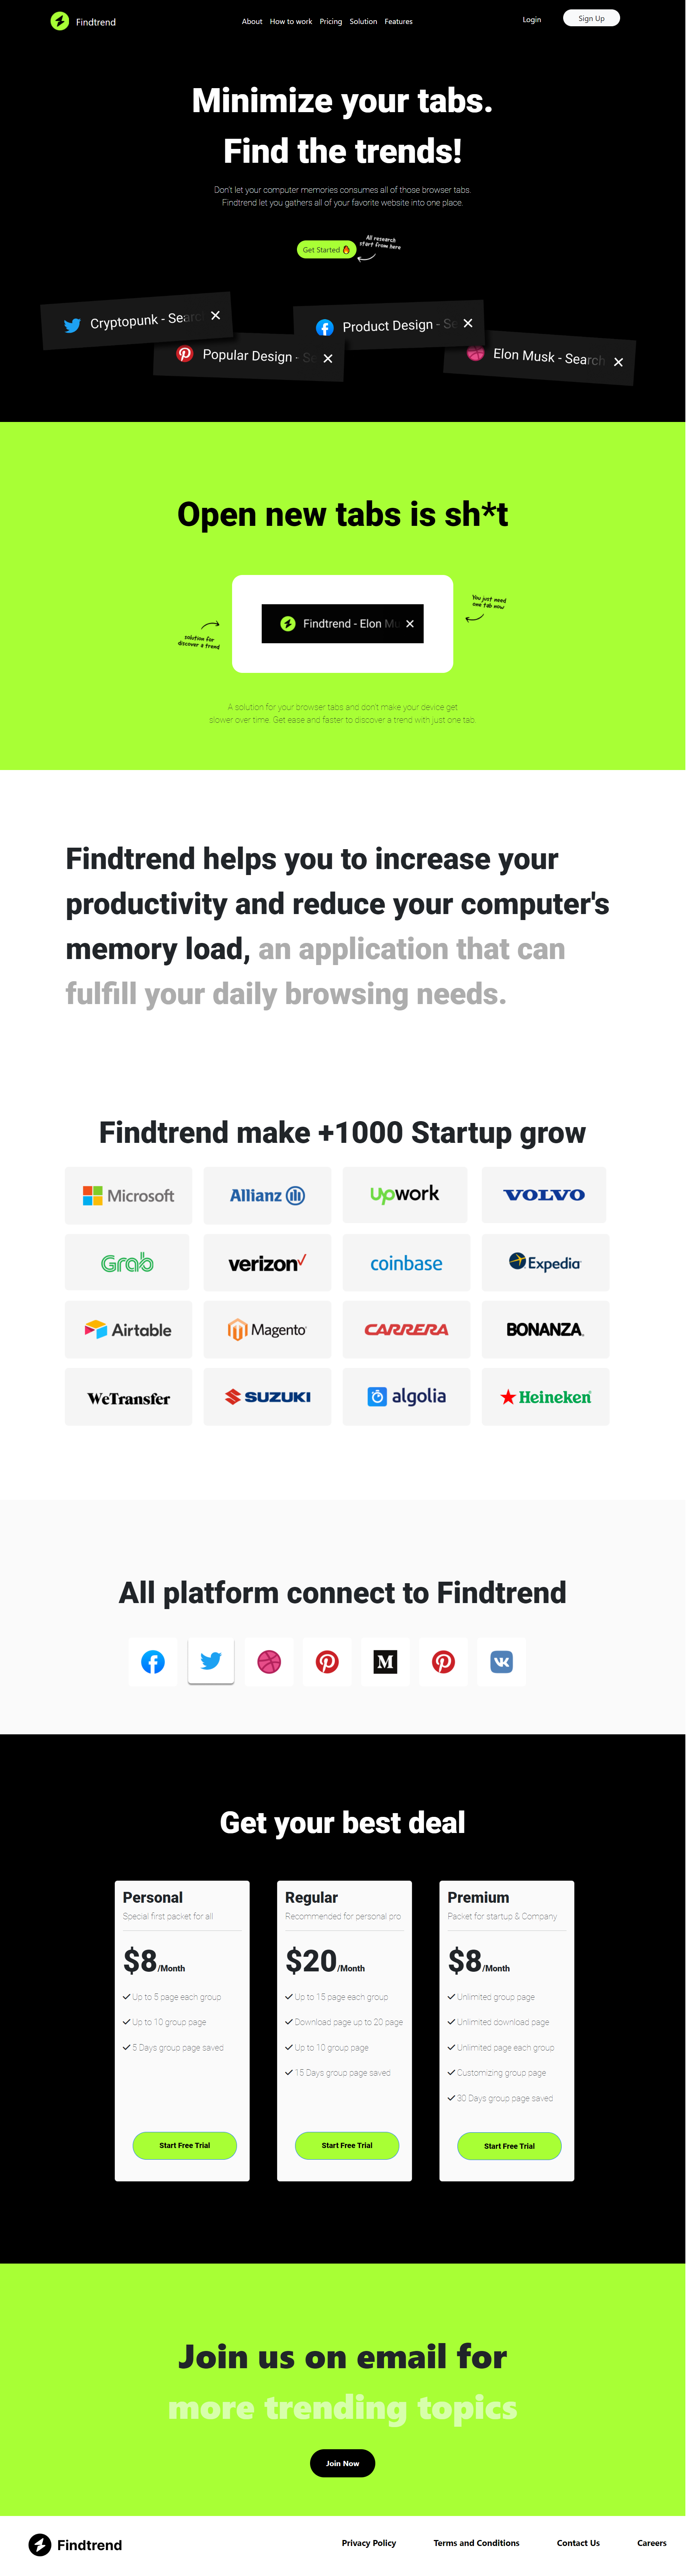 Findtrend
About How to work Pricing Solution Features
Login
Sign Up
Minimize your tabs.
Find the trends!
Don't let your computer memories consumes all of those browser tabs.
Findtrend let you gathers all of your favorite website into one place.
Get Started
All research
start from here
Cryptopunk - Search
Popular Design - Se
Product Design - Se
Elon Musk - Search
Open new tabs is sh*t
You just need
one tab now
Findtrend - Elon Mu
solution for
discover a trend
A solution for your browser tabs and don't make your device get
slower over time. Get ease and faster to discover a trend with just one tab.
Findtrend helps you to increase your
productivity and reduce your computer's
memory load, an application that can
fulfill your daily browsing needs.
Findtrend make +1000 Startup grow
Microsoft
Allianz
Upwork
VOLVO
Grab
verizon
coinbase
Expedia
Airtable
Magento
CARRERA
BONANZA
WeTransfer
SUZUKI
algolia
Heineken
All platform connect to Findtrend
Get your best deal
Personal
Special first packet for all
$8/Month
Up to 5 page each group
Up to 10 group page
5 Days group page saved
Start Free Trial
Regular
Recommended for personal pro
$20/Month
Up to 15 page each group
Download page up to 20 page
Up to 10 group page
15 Days group page saved
Start Free Trial
Premium
Packet for startup & Company
$8/Month
Unlimited group page
Unlimited download page
Unlimited page each group
Customizing group page
30 Days group page saved
Start Free Trial
Join us on email for
more trending topics
Join Now
Findtrend
Privacy Policy
Terms and Conditions
Contact Us
Careers